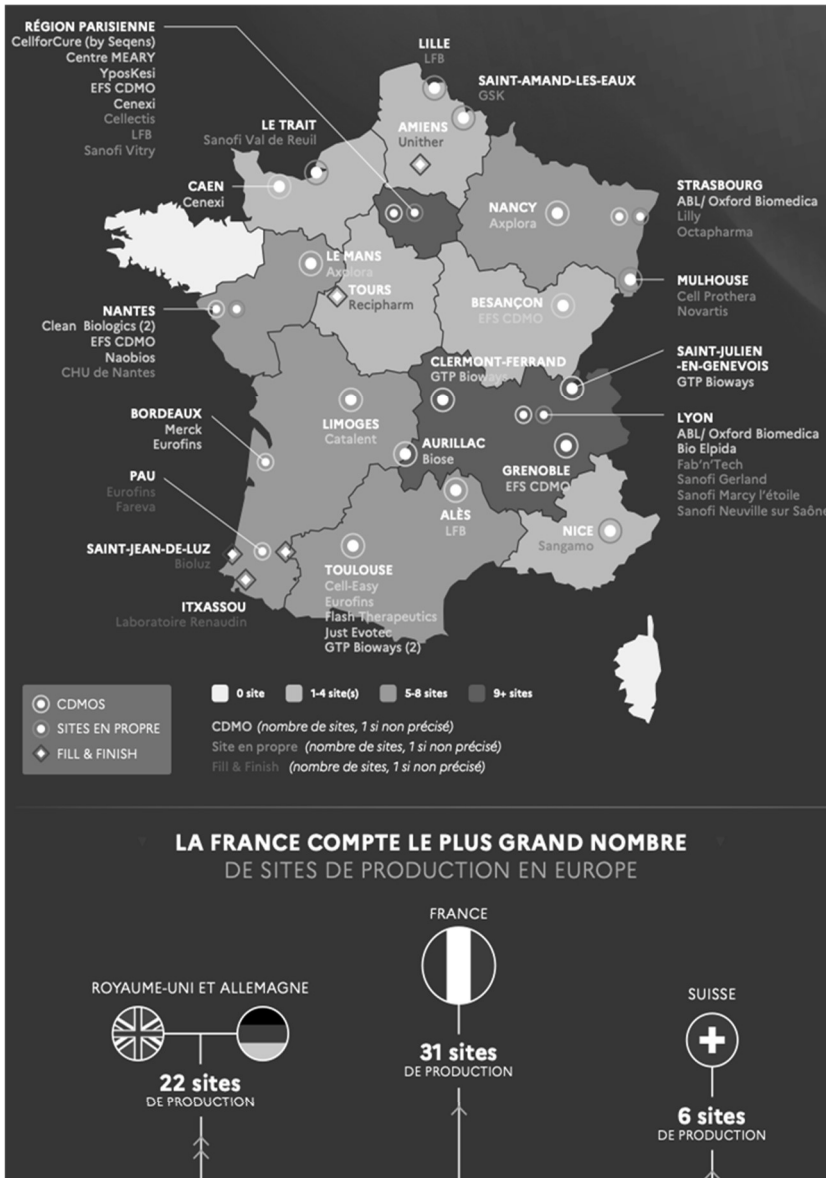 RÉGION PARISIENNE
CellforCure (by Seqens)
Centre MEARY
YposKesi
EFS CDMO
Cenexi
Cellectis
LFB
Sanofi Vitry
LILLE
LFB
SAINT-AMAND-LES-EAUX
GSK
LE TRAIT
Sanofi Val de Reuil
AMIENS
Unither
CAEN
Cenexi
NANCY
Axplora
STRASBOURG
ABL/ Oxford Biomedica
Lilly
Octapharma
LE MANS
Axplora
TOURS
Recipharm
MULHOUSE
Cell Prothera
Novartis
BESANÇON
EFS CDMO
NANTES
Clean Biologics (2)
EFS CDMO
Naobios
CHU de Nantes
CLERMONT-FERRAND
GTP Bioways
SAINT-JULIEN
-EN-GENEVOIS
GTP Bioways
BORDEAUX
Merck
Eurofins
LIMOGES
Catalent
AURILLAC
Biose
GRENOBLE
EFS CDMO
LYON
ABL/ Oxford Biomedica
Bio Elpida
Fab'n'Tech
Sanofi Gerland
Sanofi Marcy l'étoile
Sanofi Neuville sur Saône
PAU
Eurofins
Fareva
ALÈS
LFB
NICE
Sangamo
SAINT-JEAN-DE-LUZ
Bioluz
ITXASSOU
Laboratoire Renaudin
TOULOUSE
Cell-Easy
Eurofins
Flash Therapeutics
Just Evotec
GTP Bioways (2)
CDMOS
SITES EN PROPRE
FILL & FINISH
0 site
1-4 site(s)
5-8 sites
9+ sites
CDMO (nombre de sites, 1 si non précisé)
Site en propre (nombre de sites, 1 si non précisé)
Fill & Finish (nombre de sites, 1 si non précisé)
LA FRANCE COMPTE LE PLUS GRAND NOMBRE
DE SITES DE PRODUCTION EN EUROPE
FRANCE
ROYAUME-UNI ET ALLEMAGNE
SUISSE
31 sites
DE PRODUCTION
22 sites
DE PRODUCTION
6 sites
DE PRODUCTION